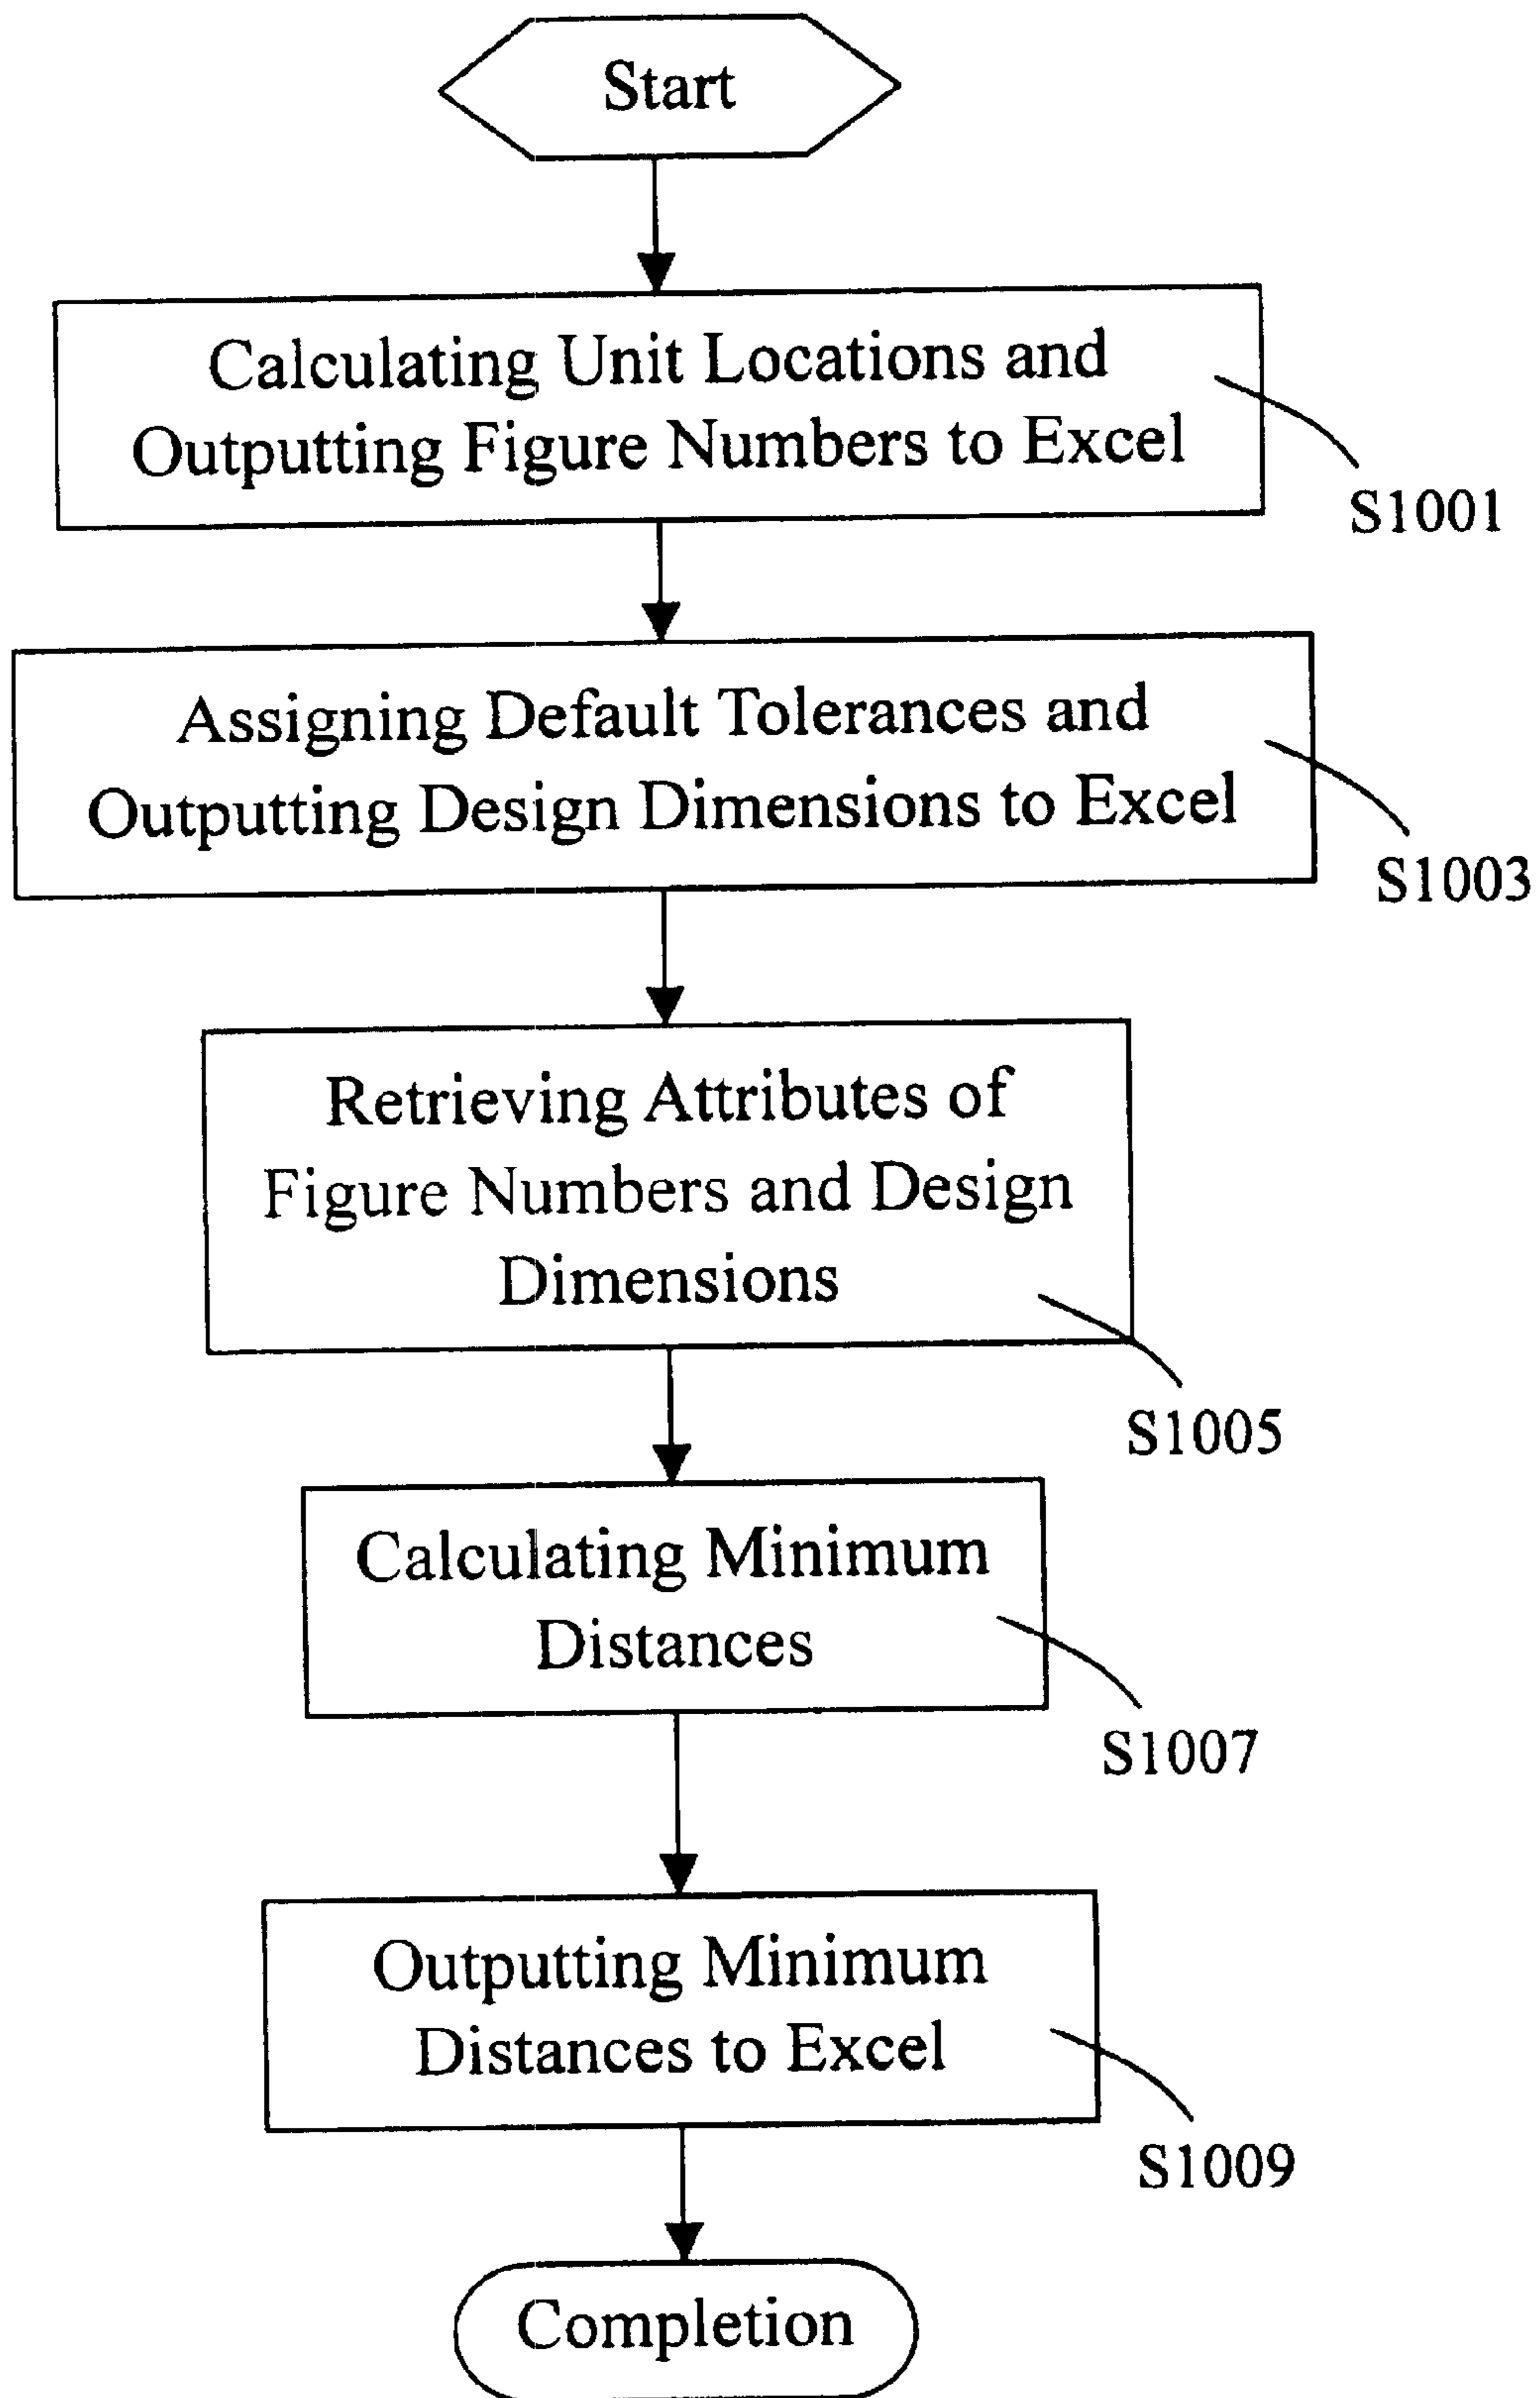 Start
Calculating Unit Locations and
Outputting Figure Numbers to Excel
S1001
Assigning Default Tolerances and
Outputting Design Dimensions to Excel
S1003
Retrieving Attributes of
Figure Numbers and Design
Dimensions
S1005
Calculating Minimum
Distances
S1007
Outputting Minimum
Distances to Excel
S1009
Completion